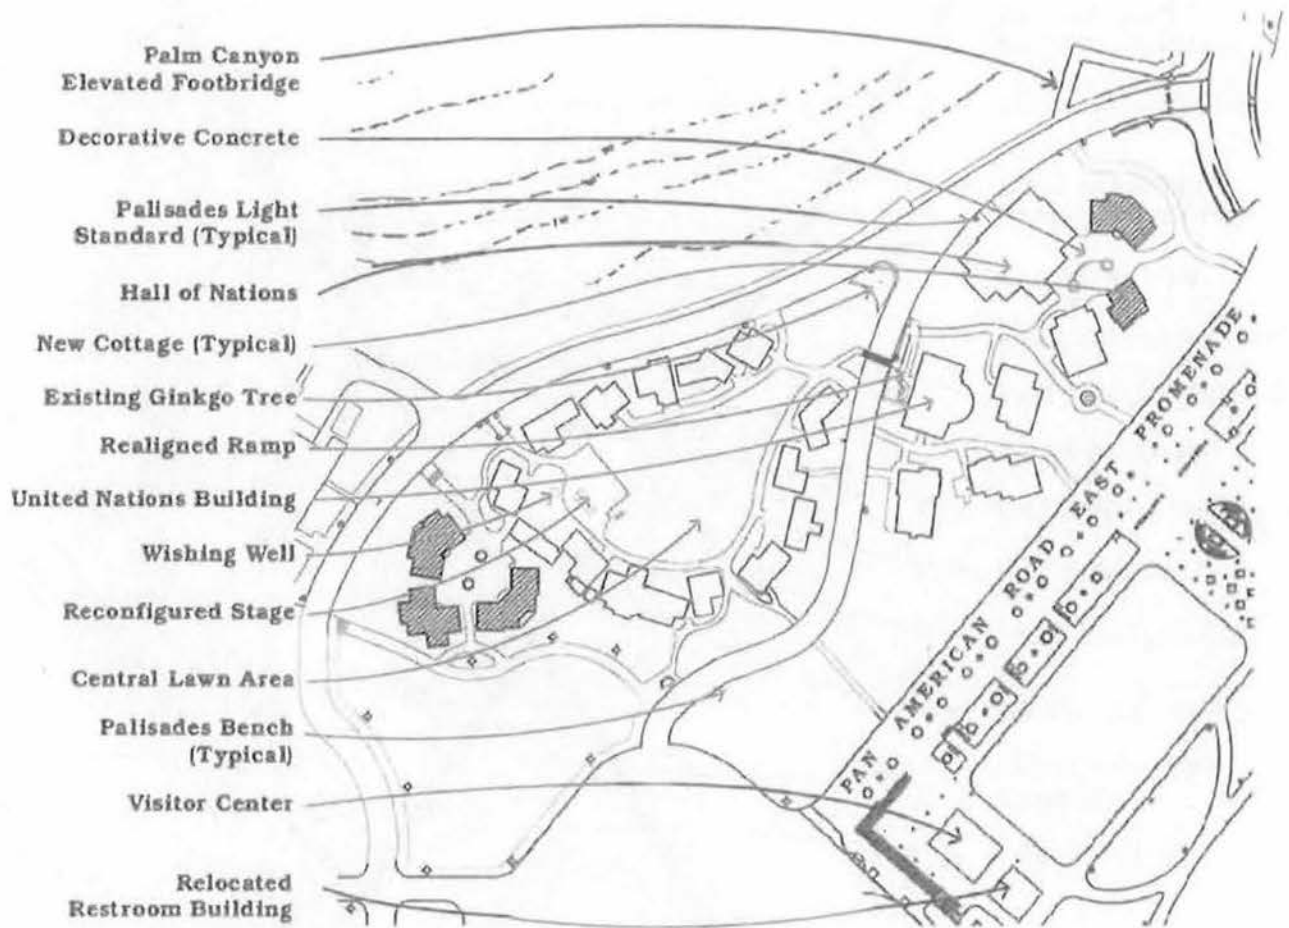 Palm Canyon
Elevated Footbridge
Decorative Concrete
Palisades Light
Standard (Typical)
Hall of Nations
New Cottage (Typical)
Existing Ginkgo Tree
Realigned Ramp
United Nations Building
Wishing Well
Reconfigured Stage
Central Lawn Area
Palisades Bench
(Typical)
Visitor Center
Relocated
Restroom Building
PAN AMERICAN ROAD EAST PROMENADE